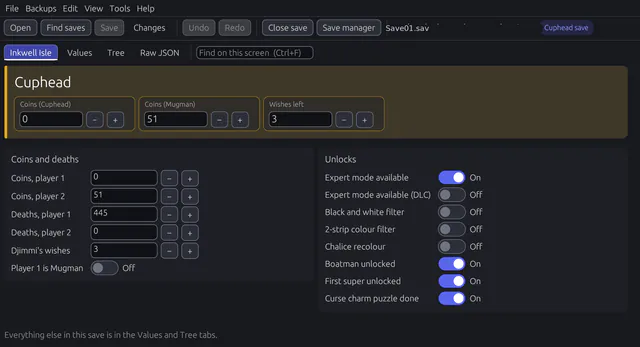 File Backups Edit View Tools Help
Open Find saves Save Changes Undo Redo Close save Save manager Save01.sav Cuphead save
Inkwell Isle Values Tree Raw JSON Find on this screen (Ctrl+F)
Cuphead
Coins (Cuphead) Coins (Mugman) Wishes left
0 − + 51 − + 3 − +
Coins and deaths
Coins, player 1 0 − +
Coins, player 2 51 − +
Deaths, player 1 445 − +
Deaths, player 2 0 − +
Djimmi's wishes 3 − +
Player 1 is Mugman Off
Unlocks
Expert mode available On
Expert mode available (DLC) Off
Black and white filter Off
2-strip colour filter Off
Chalice recolour Off
Boatman unlocked On
First super unlocked On
Curse charm puzzle done On
Everything else in this save is in the Values and Tree tabs.